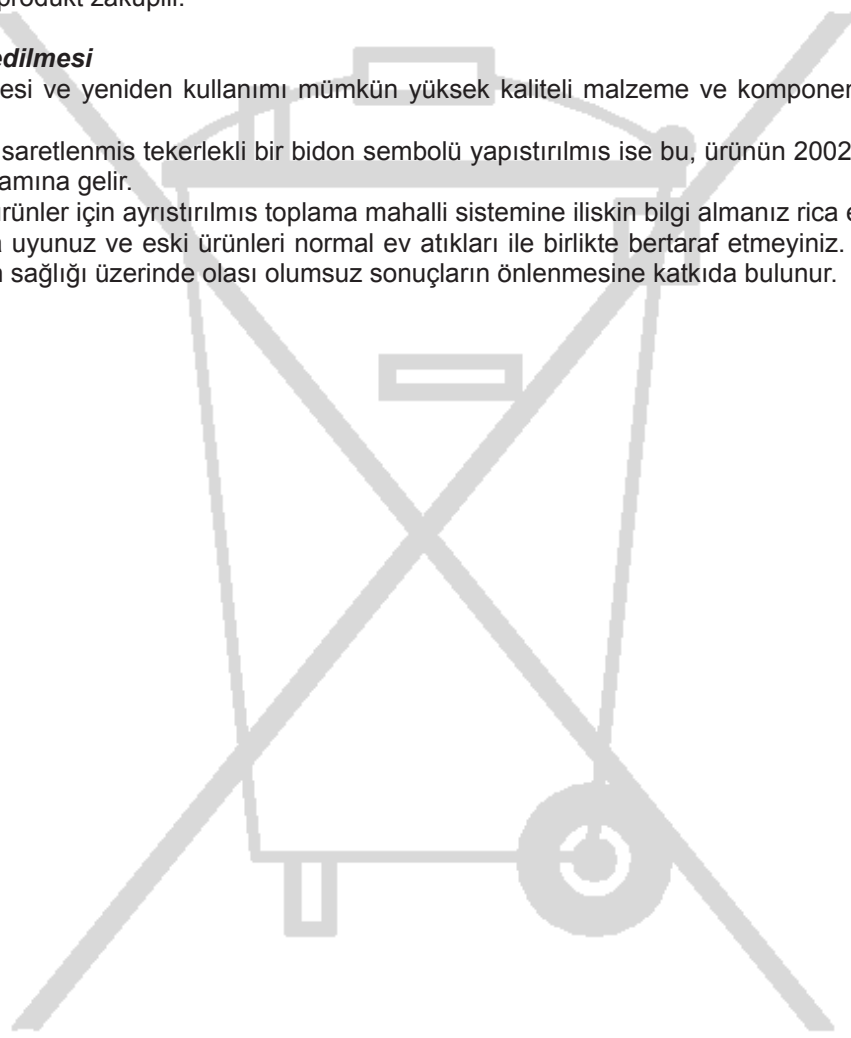 produkt zakupili.
edilmesi
esi ve yeniden kullanımı mümkün yüksek kaliteli malzeme ve komponen
saretlenmis tekerlekli bir bidon sembolü yapıstırılmıs ise bu, ürünün 2002
amına gelir.
ürünler için ayrıstırılmıs toplama mahalli sistemine iliskin bilgi almanız rica e
uyunuz ve eski ürünleri normal ev atıkları ile birlikte bertaraf etmeyiniz.
sağlığı üzerinde olası olumsuz sonuçların önlenmesine katkıda bulunur.